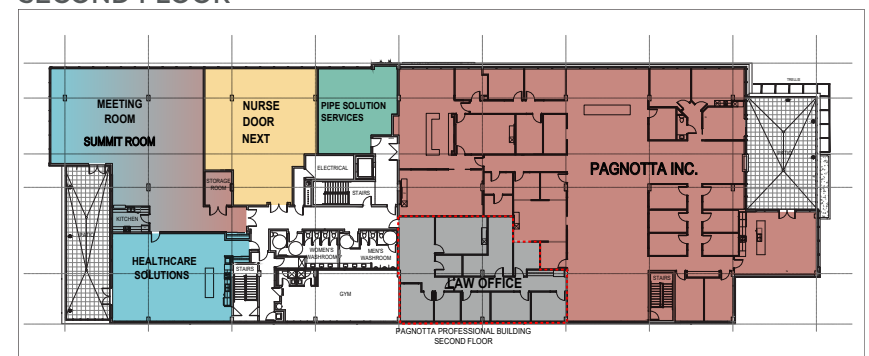 SECOND FLOOR
TRELLIS
MEETING
ROOM
SUMMIT ROOM
NURSE
DOOR
NEXT
PIPE SOLUTION
SERVICES
PAGNOTTA INC.
ELECTRICAL
STORAGE
ROOM
STAIRS
KITCHEN
WOMEN'S
WASHROOM
MEN'S
WASHROOM
HEALTHCARE
SOLUTIONS
STAIRS
GYM
LAW OFFICE
STAIRS
PAGNOTTA PROFESSIONAL BUILDING
SECOND FLOOR